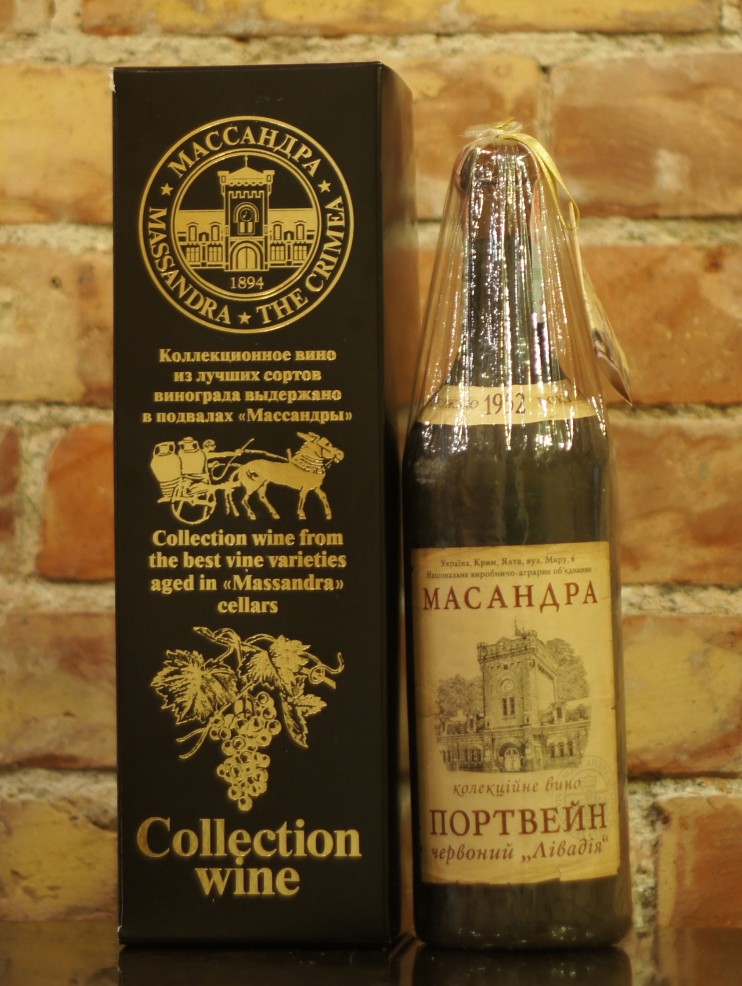 МАССАНДРА
MASSANDRA ★ THE CRIMEA
1894
Коллекционное вино
из лучших сортов
винограда выдержано
в подвалах «Массандры»
Collection wine from
the best vine varieties
aged in «Massandra»
cellars
Collection
wine
1952
Україна, Крим, Ялта, вул. Миру, 6
Національне виробничо-аграрне об'єднання
МАСАНДРА
колекційне вино
ПОРТВЕЙН
червоний „Лівадія"